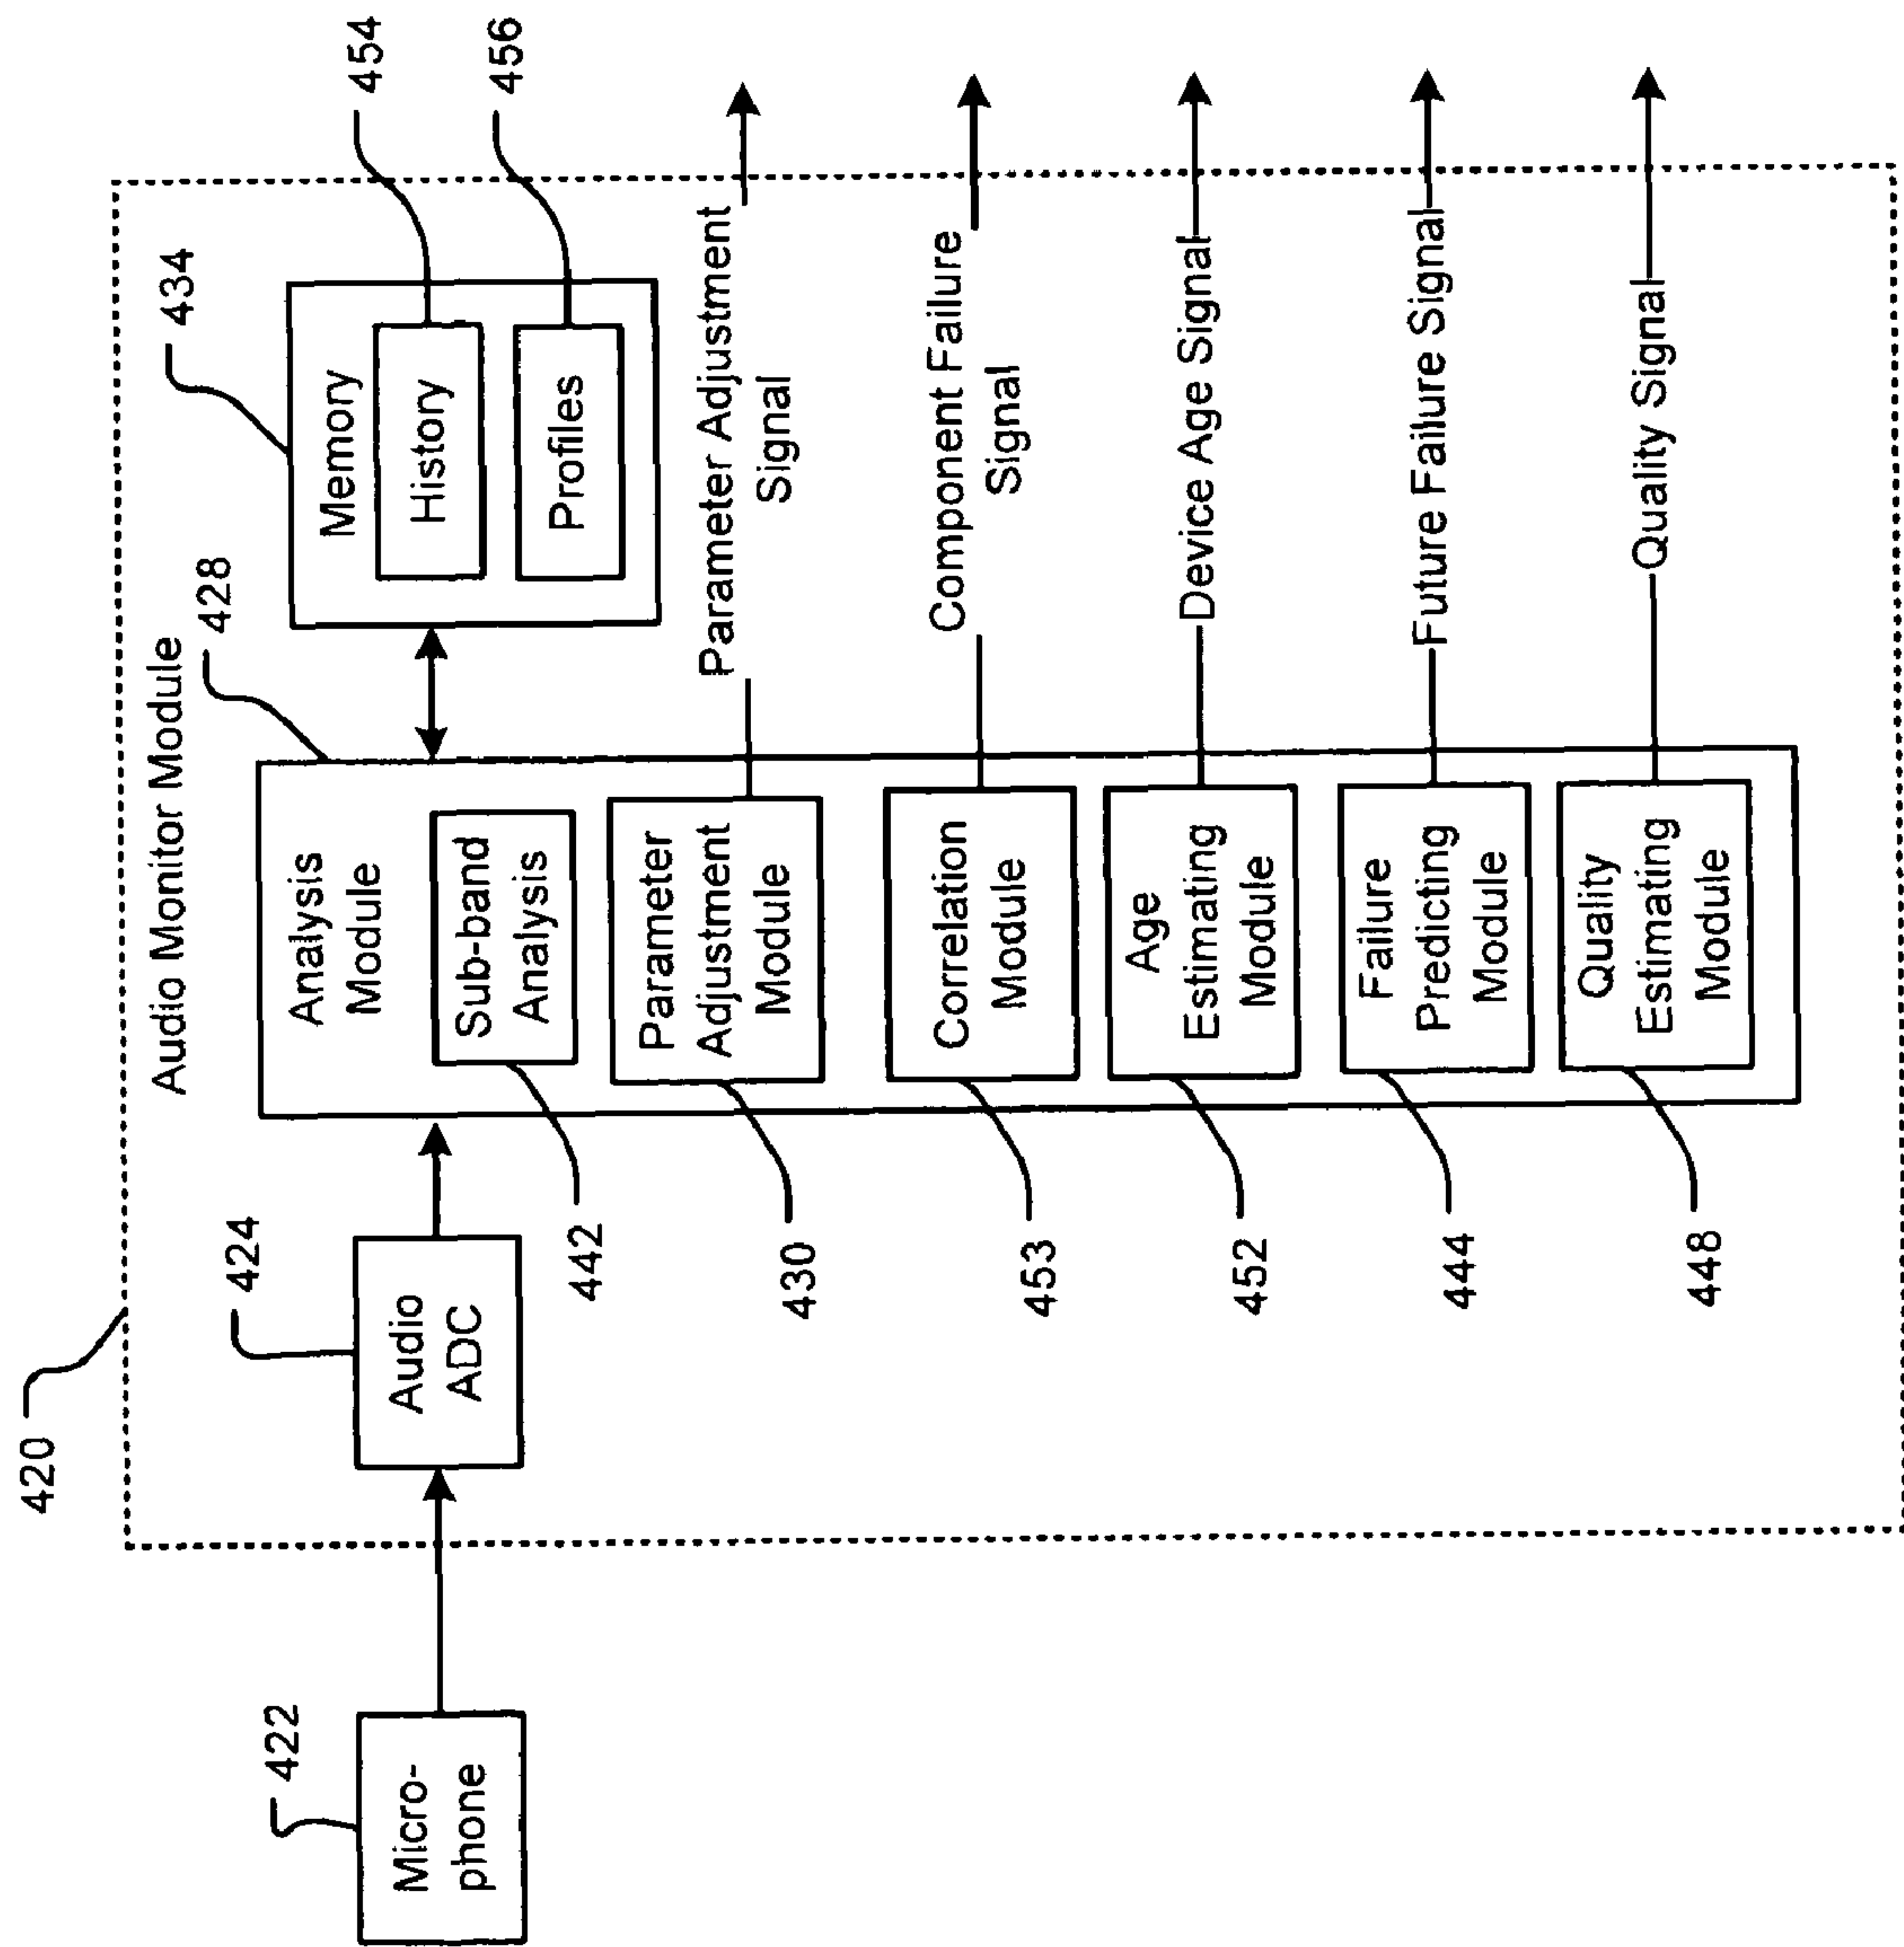 420
Audio Monitor Module
422
Micro-
phone
424
Audio
ADC
428
Analysis
Module
434
Memory
History
454
Profiles
456
Sub-band
Analysis
442
Parameter
Adjustment
Module
430
Parameter Adjustment
Signal
Correlation
Module
453
Component Failure
Signal
Age
Estimating
Module
452
Device Age Signal
Failure
Predicting
Module
444
Future Failure Signal
Quality
Estimating
Module
448
Quality Signal